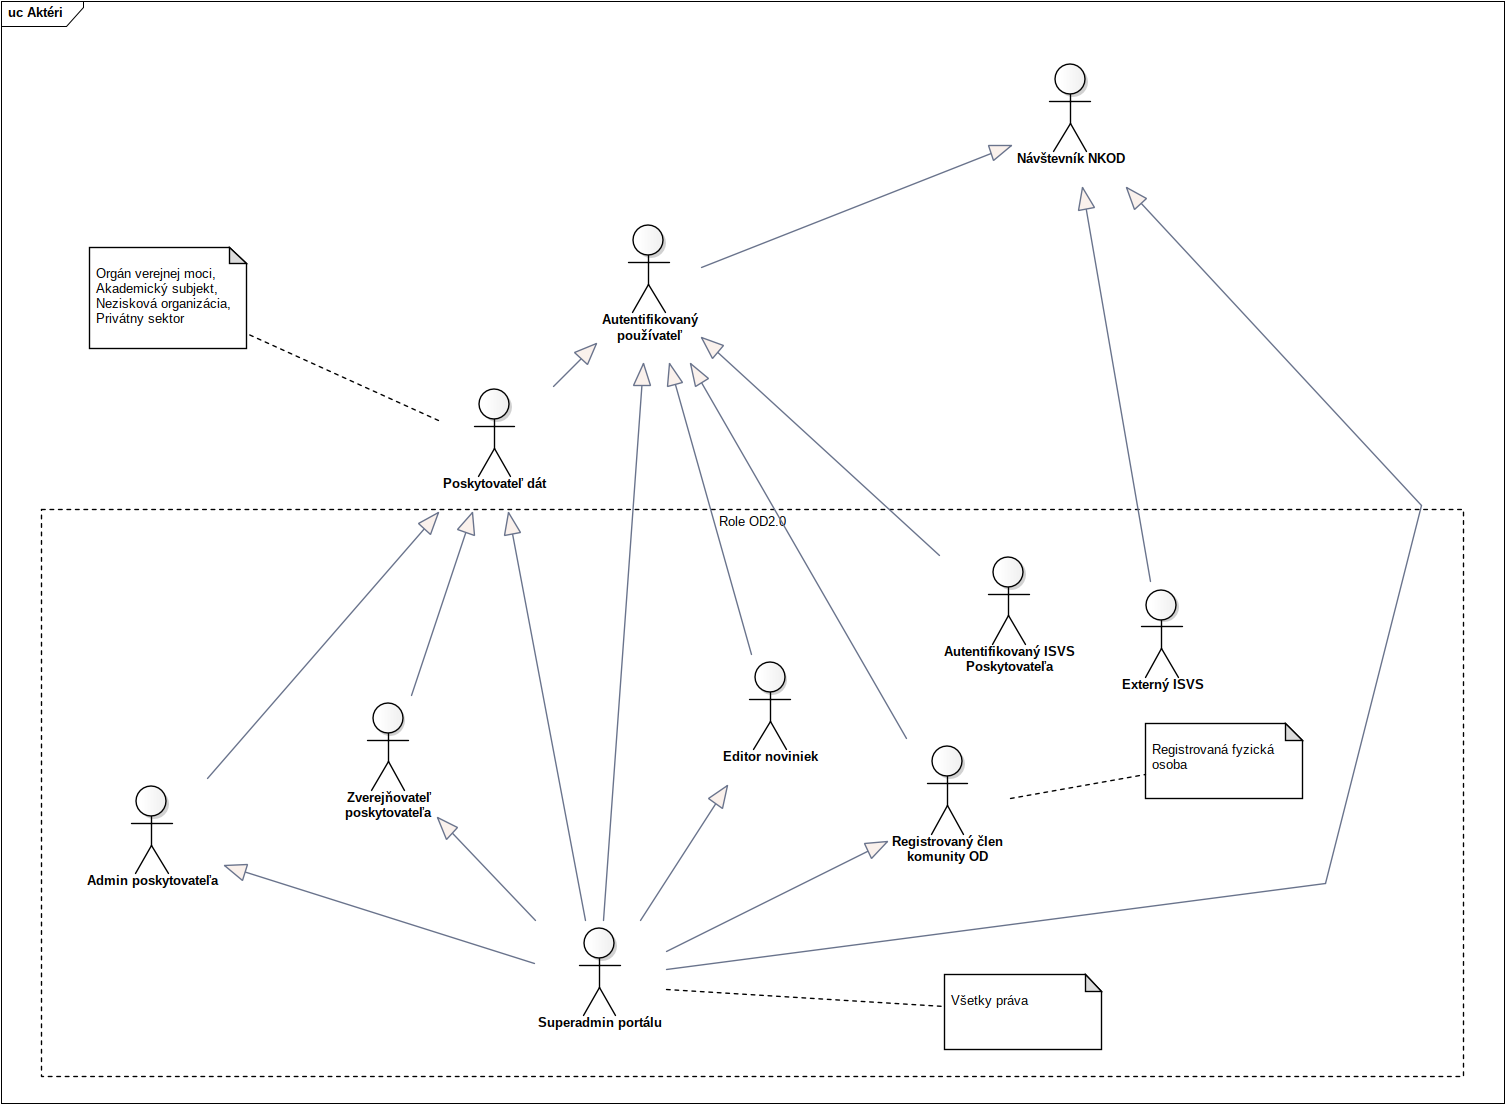 uc Aktéri
Návštevník NKOD
Orgán verejnej moci,
Akademický subjekt,
Nezisková organizácia,
Privátny sektor
Autentifikovaný
používateľ
Poskytovateľ dát
Role OD2.0
Autentifikovaný ISVS
Poskytovateľa
Externý ISVS
Editor noviniek
Registrovaná fyzická
osoba
Zverejňovateľ
poskytovateľa
Registrovaný člen
komunity OD
Admin poskytovateľa
Všetky práva
Superadmin portálu